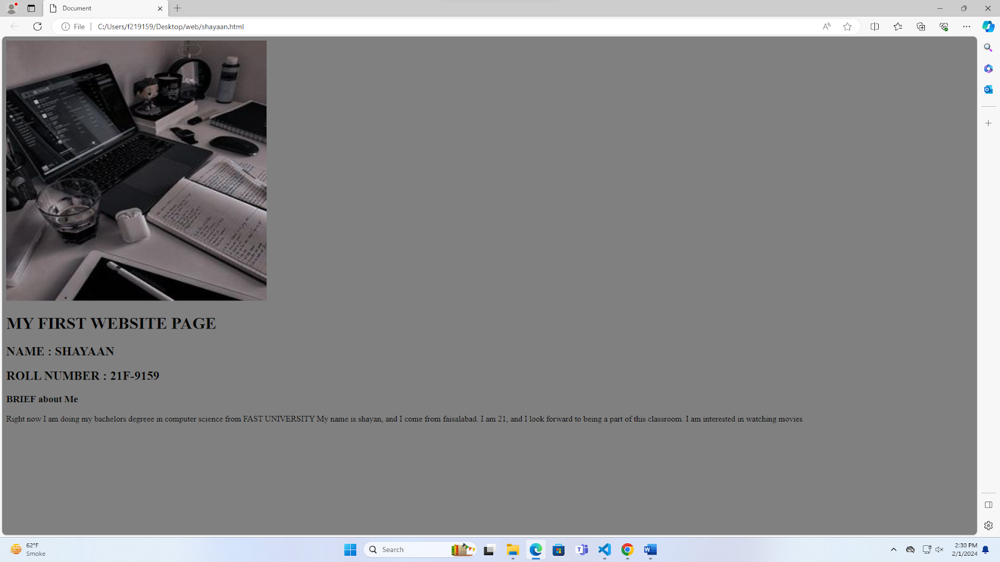 Document
File
C:/Users/f219159/Desktop/web/shayaan.html
MY FIRST WEBSITE PAGE
NAME : SHAYAAN
ROLL NUMBER : 21F-9159
BRIEF about Me
Right now I am doing my bachelors degreee in computer science from FAST UNIVERSITY My name is shayan, and I come from faisalabad. I am 21, and I look forward to being a part of this classroom. I am interested in watching movies
62°F
Smoke
Search
2:30 PM
2/1/2024